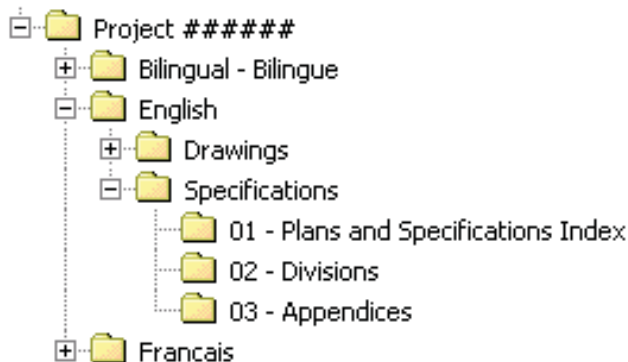 Project ######
Bilingual - Bilingue
English
Drawings
Specifications
01 - Plans and Specifications Index
02 - Divisions
03 - Appendices
Francais